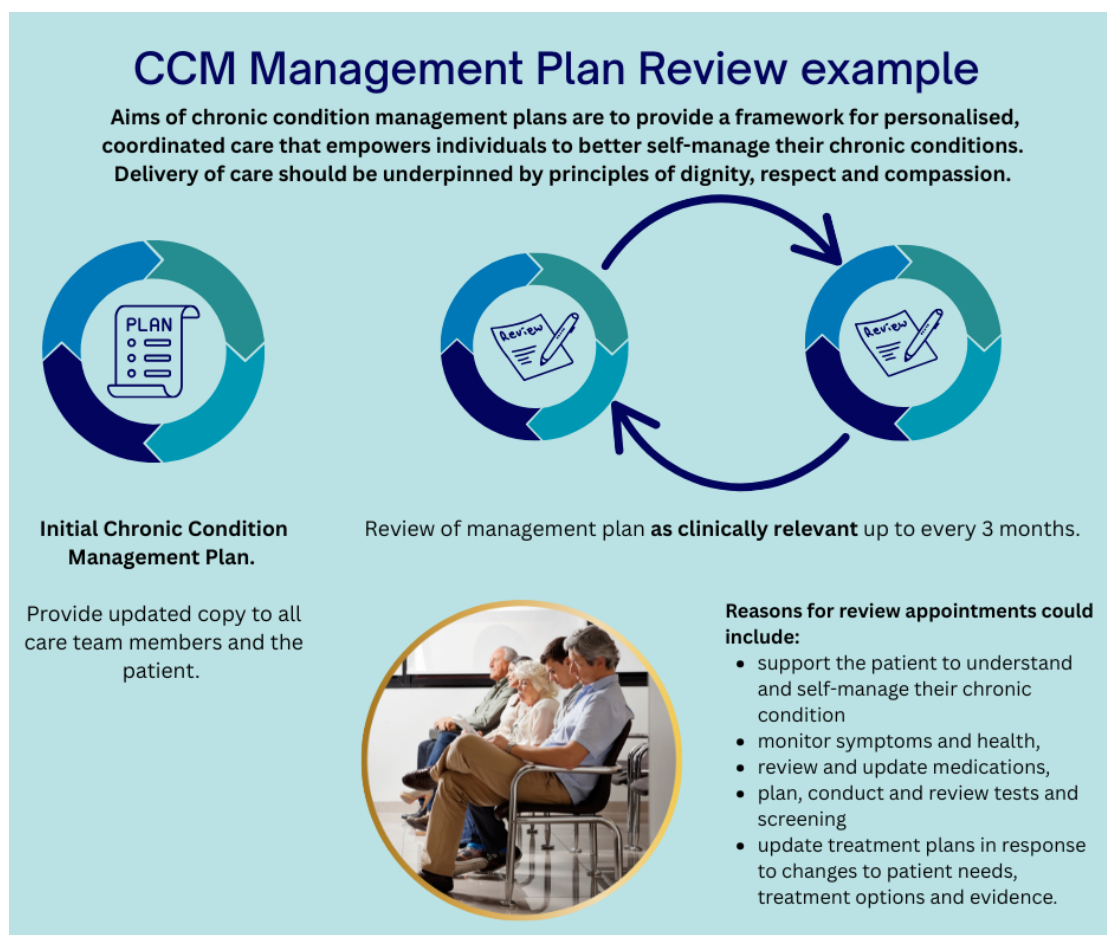 CCM Management Plan Review example
Aims of chronic condition management plans are to provide a framework for personalised,
coordinated care that empowers individuals to better self-manage their chronic conditions.
Delivery of care should be underpinned by principles of dignity, respect and compassion.
PLAN
Review
Review
Initial Chronic Condition
Management Plan.
Provide updated copy to all
care team members and the
patient.
Review of management plan as clinically relevant up to every 3 months.
Reasons for review appointments could
include:
• support the patient to understand
and self-manage their chronic
condition
• monitor symptoms and health,
• review and update medications,
• plan, conduct and review tests and
screening
• update treatment plans in response
to changes to patient needs,
treatment options and evidence.